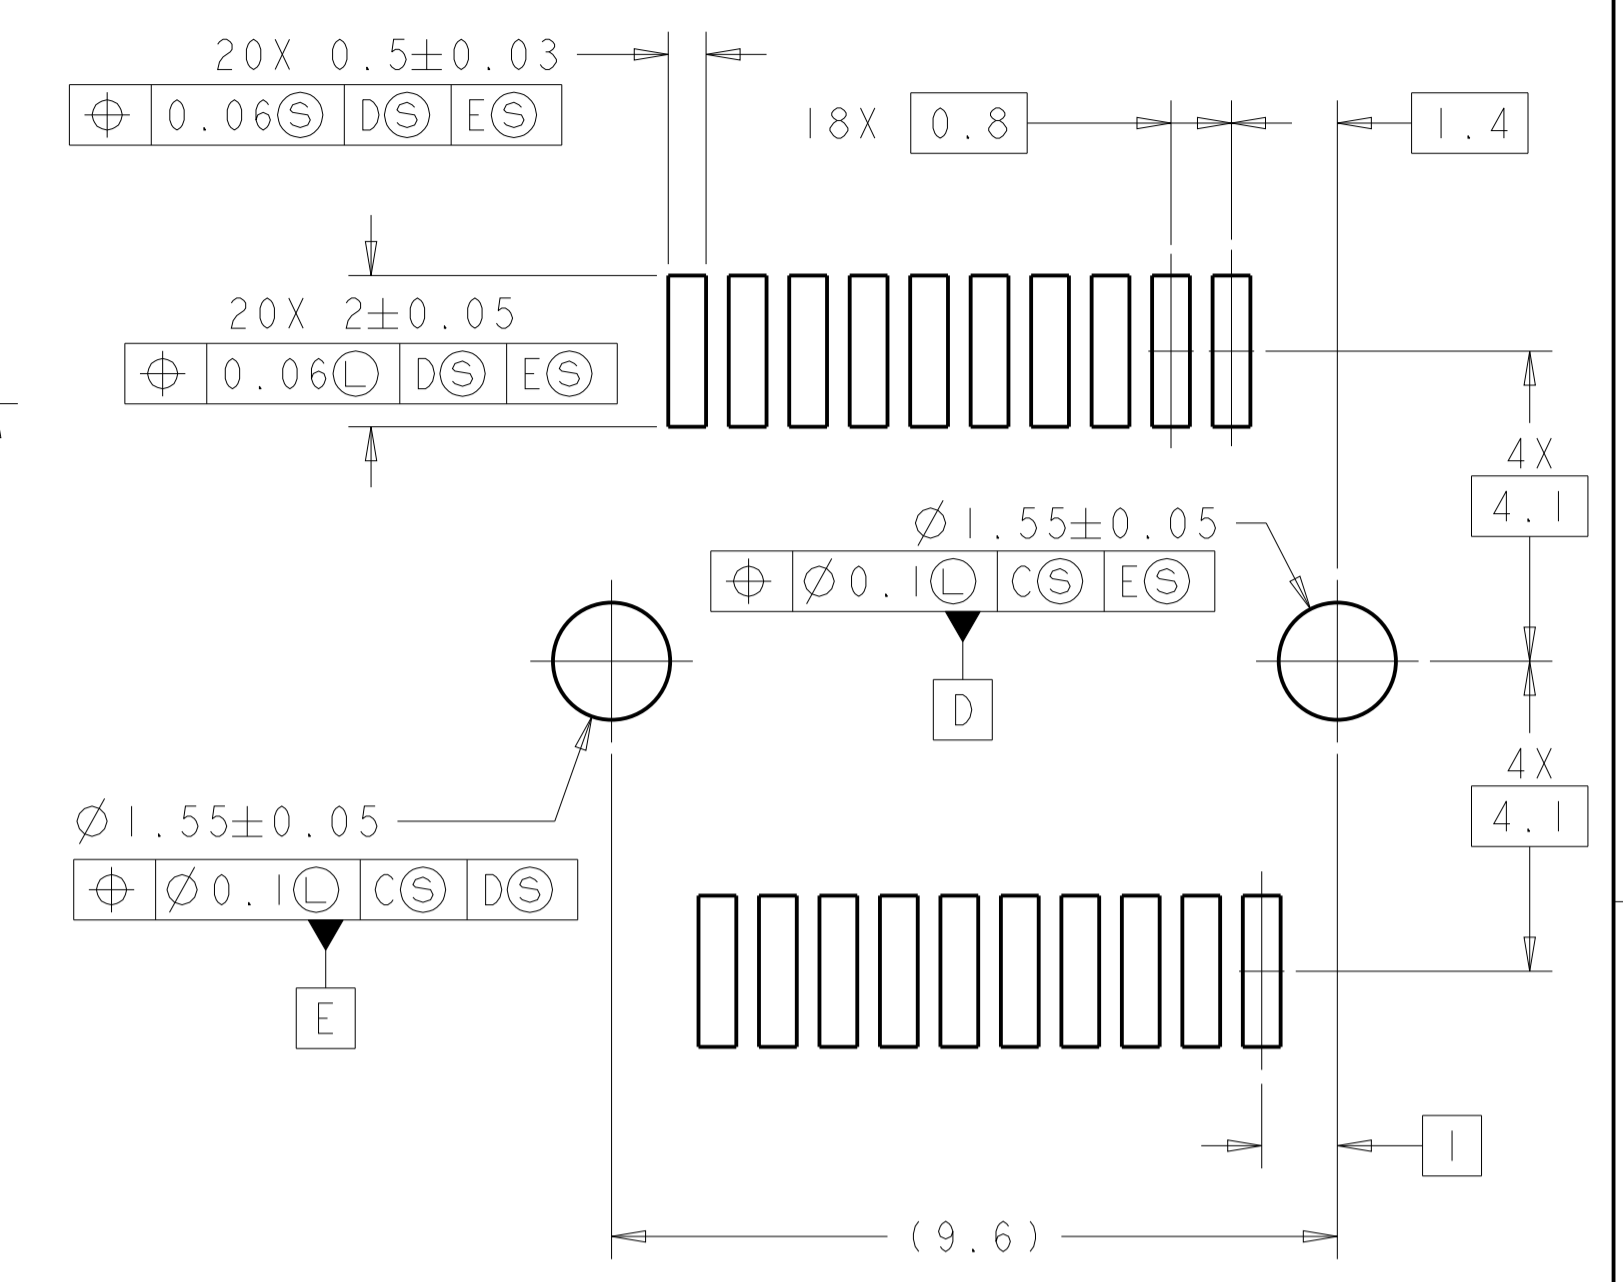 20X 0.5±0.03
⌖ 0.06Ⓢ DⓈ EⓈ
18X 0.8
1.4
20X 2±0.05
⌖ 0.06Ⓛ DⓈ EⓈ
4X
4.1
Ø1.55±0.05
⌖ Ø0.1Ⓛ CⓈ EⓈ
D
4X
4.1
Ø1.55±0.05
⌖ Ø0.1Ⓛ CⓈ DⓈ
E
1
(9.6)